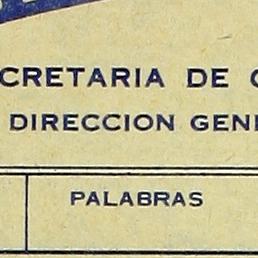 CRETARIA DE
DIRECCION GEN
PALABRAS